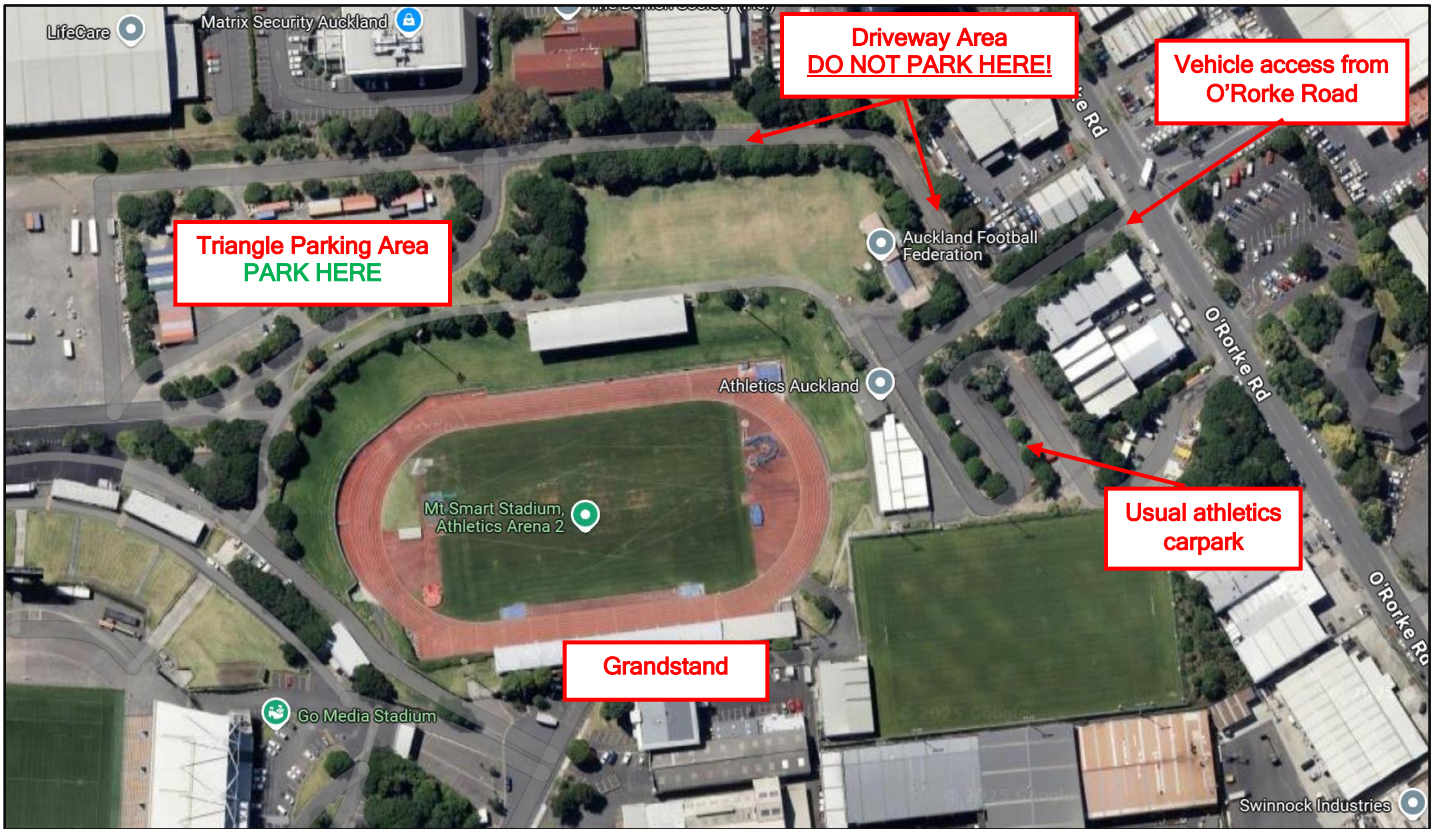 LifeCare
Matrix Security Auckland
Driveway Area
DO NOT PARK HERE!
Vehicle access from
O'Rorke Road
Triangle Parking Area
PARK HERE
Auckland Football
Federation
O'Rorke Rd
Athletics Auckland
Mt Smart Stadium,
Athletics Arena 2
Usual athletics
carpark
O'Rorke Rd
Grandstand
Go Media Stadium
Swinnock Industries